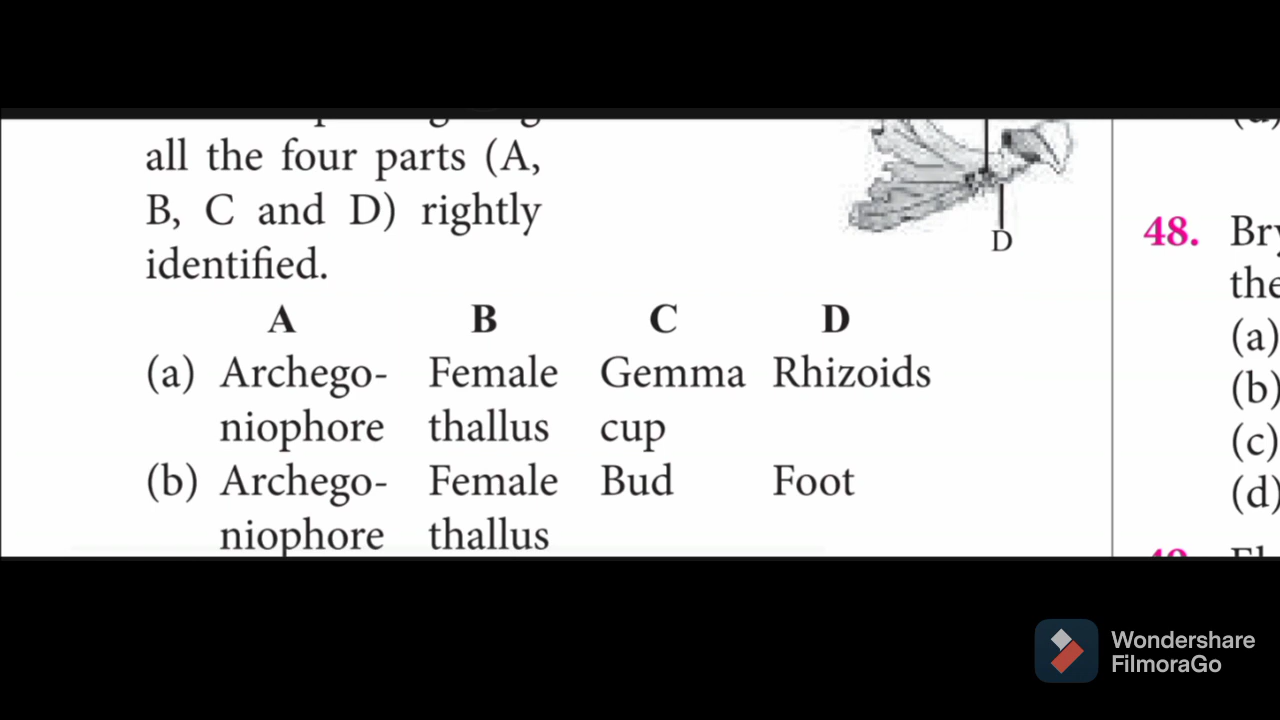 all the four parts (A,
B, C and D) rightly
identified.
D
A B C D
(a) Archego- Female Gemma Rhizoids
niophore thallus cup
(b) Archego- Female Bud Foot
niophore thallus
48. Bry
the
(a)
(b)
(c)
(d)
Wondershare
FilmoraGo